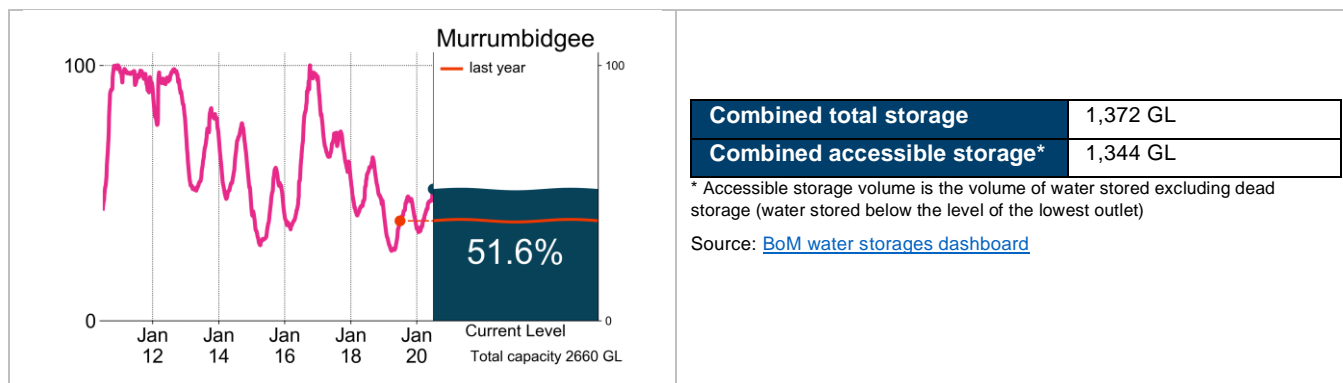 Murrumbidgee
last year
100
100
51.6%
0
0
Jan Jan Jan Jan Jan
12 14 16 18 20
Current Level
Total capacity 2660 GL
Combined total storage 1,372 GL
Combined accessible storage* 1,344 GL
* Accessible storage volume is the volume of water stored excluding dead
storage (water stored below the level of the lowest outlet)
Source: BoM water storages dashboard